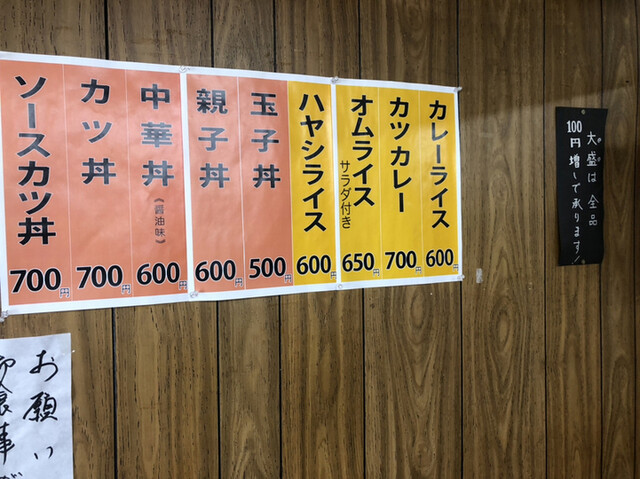 カレーライス
600円
カツカレー
700円
オムライス
サラダ付き
650円
ハヤシライス
600円
玉子丼
500円
親子丼
600円
中華丼
(醤油味)
600円
カツ丼
700円
ソースカツ丼
700円
大盛は全品
100円増しで承ります!
お願い